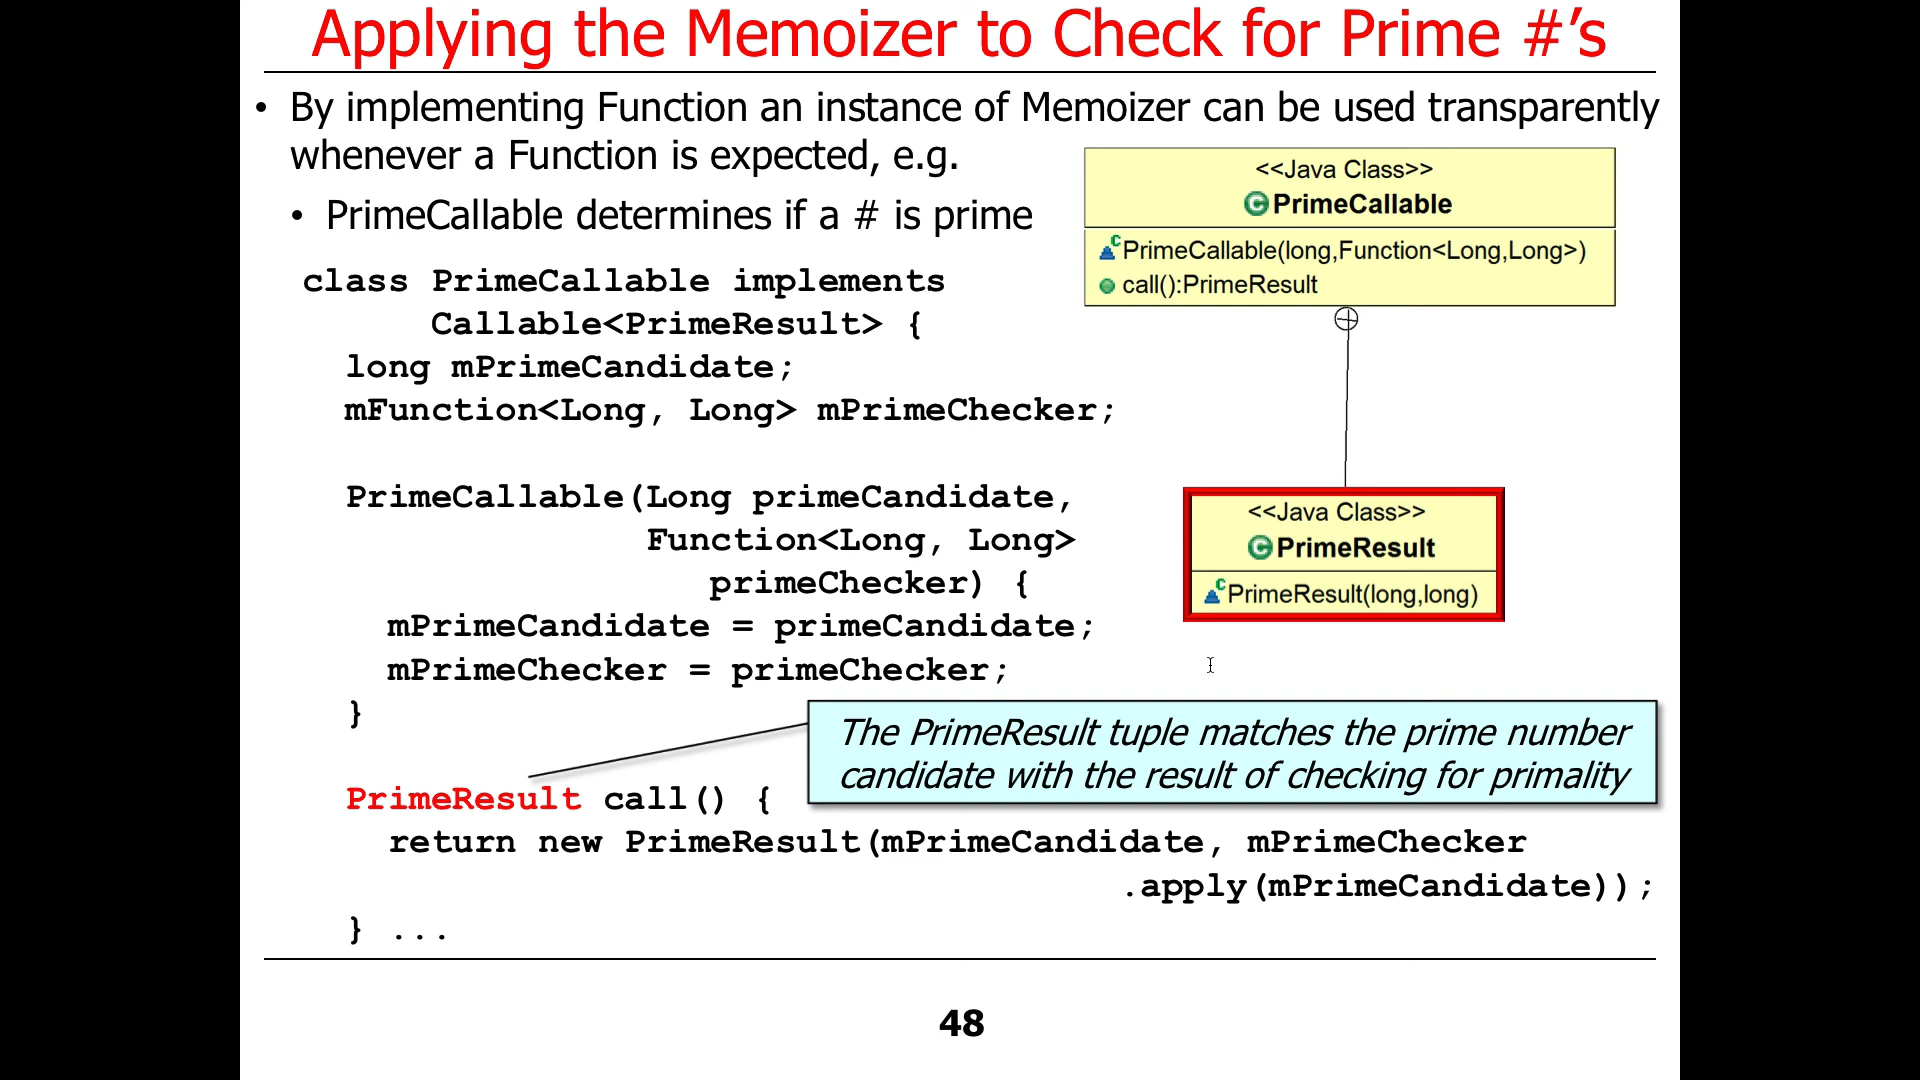 Applying the Memoizer to Check for Prime #’s
• By implementing Function an instance of Memoizer can be used transparently
whenever a Function is expected, e.g.
• PrimeCallable determines if a # is prime
class PrimeCallable implements
Callable<PrimeResult> {
long mPrimeCandidate;
mFunction<Long, Long> mPrimeChecker;
PrimeCallable(Long primeCandidate,
Function<Long, Long>
primeChecker) {
mPrimeCandidate = primeCandidate;
mPrimeChecker = primeChecker;
}
PrimeResult call() {
return new PrimeResult(mPrimeCandidate, mPrimeChecker
.apply(mPrimeCandidate));
} ...
<<Java Class>>
C PrimeCallable
C PrimeCallable(long,Function<Long,Long>)
call():PrimeResult
<<Java Class>>
C PrimeResult
C PrimeResult(long,long)
The PrimeResult tuple matches the prime number
candidate with the result of checking for primality
48